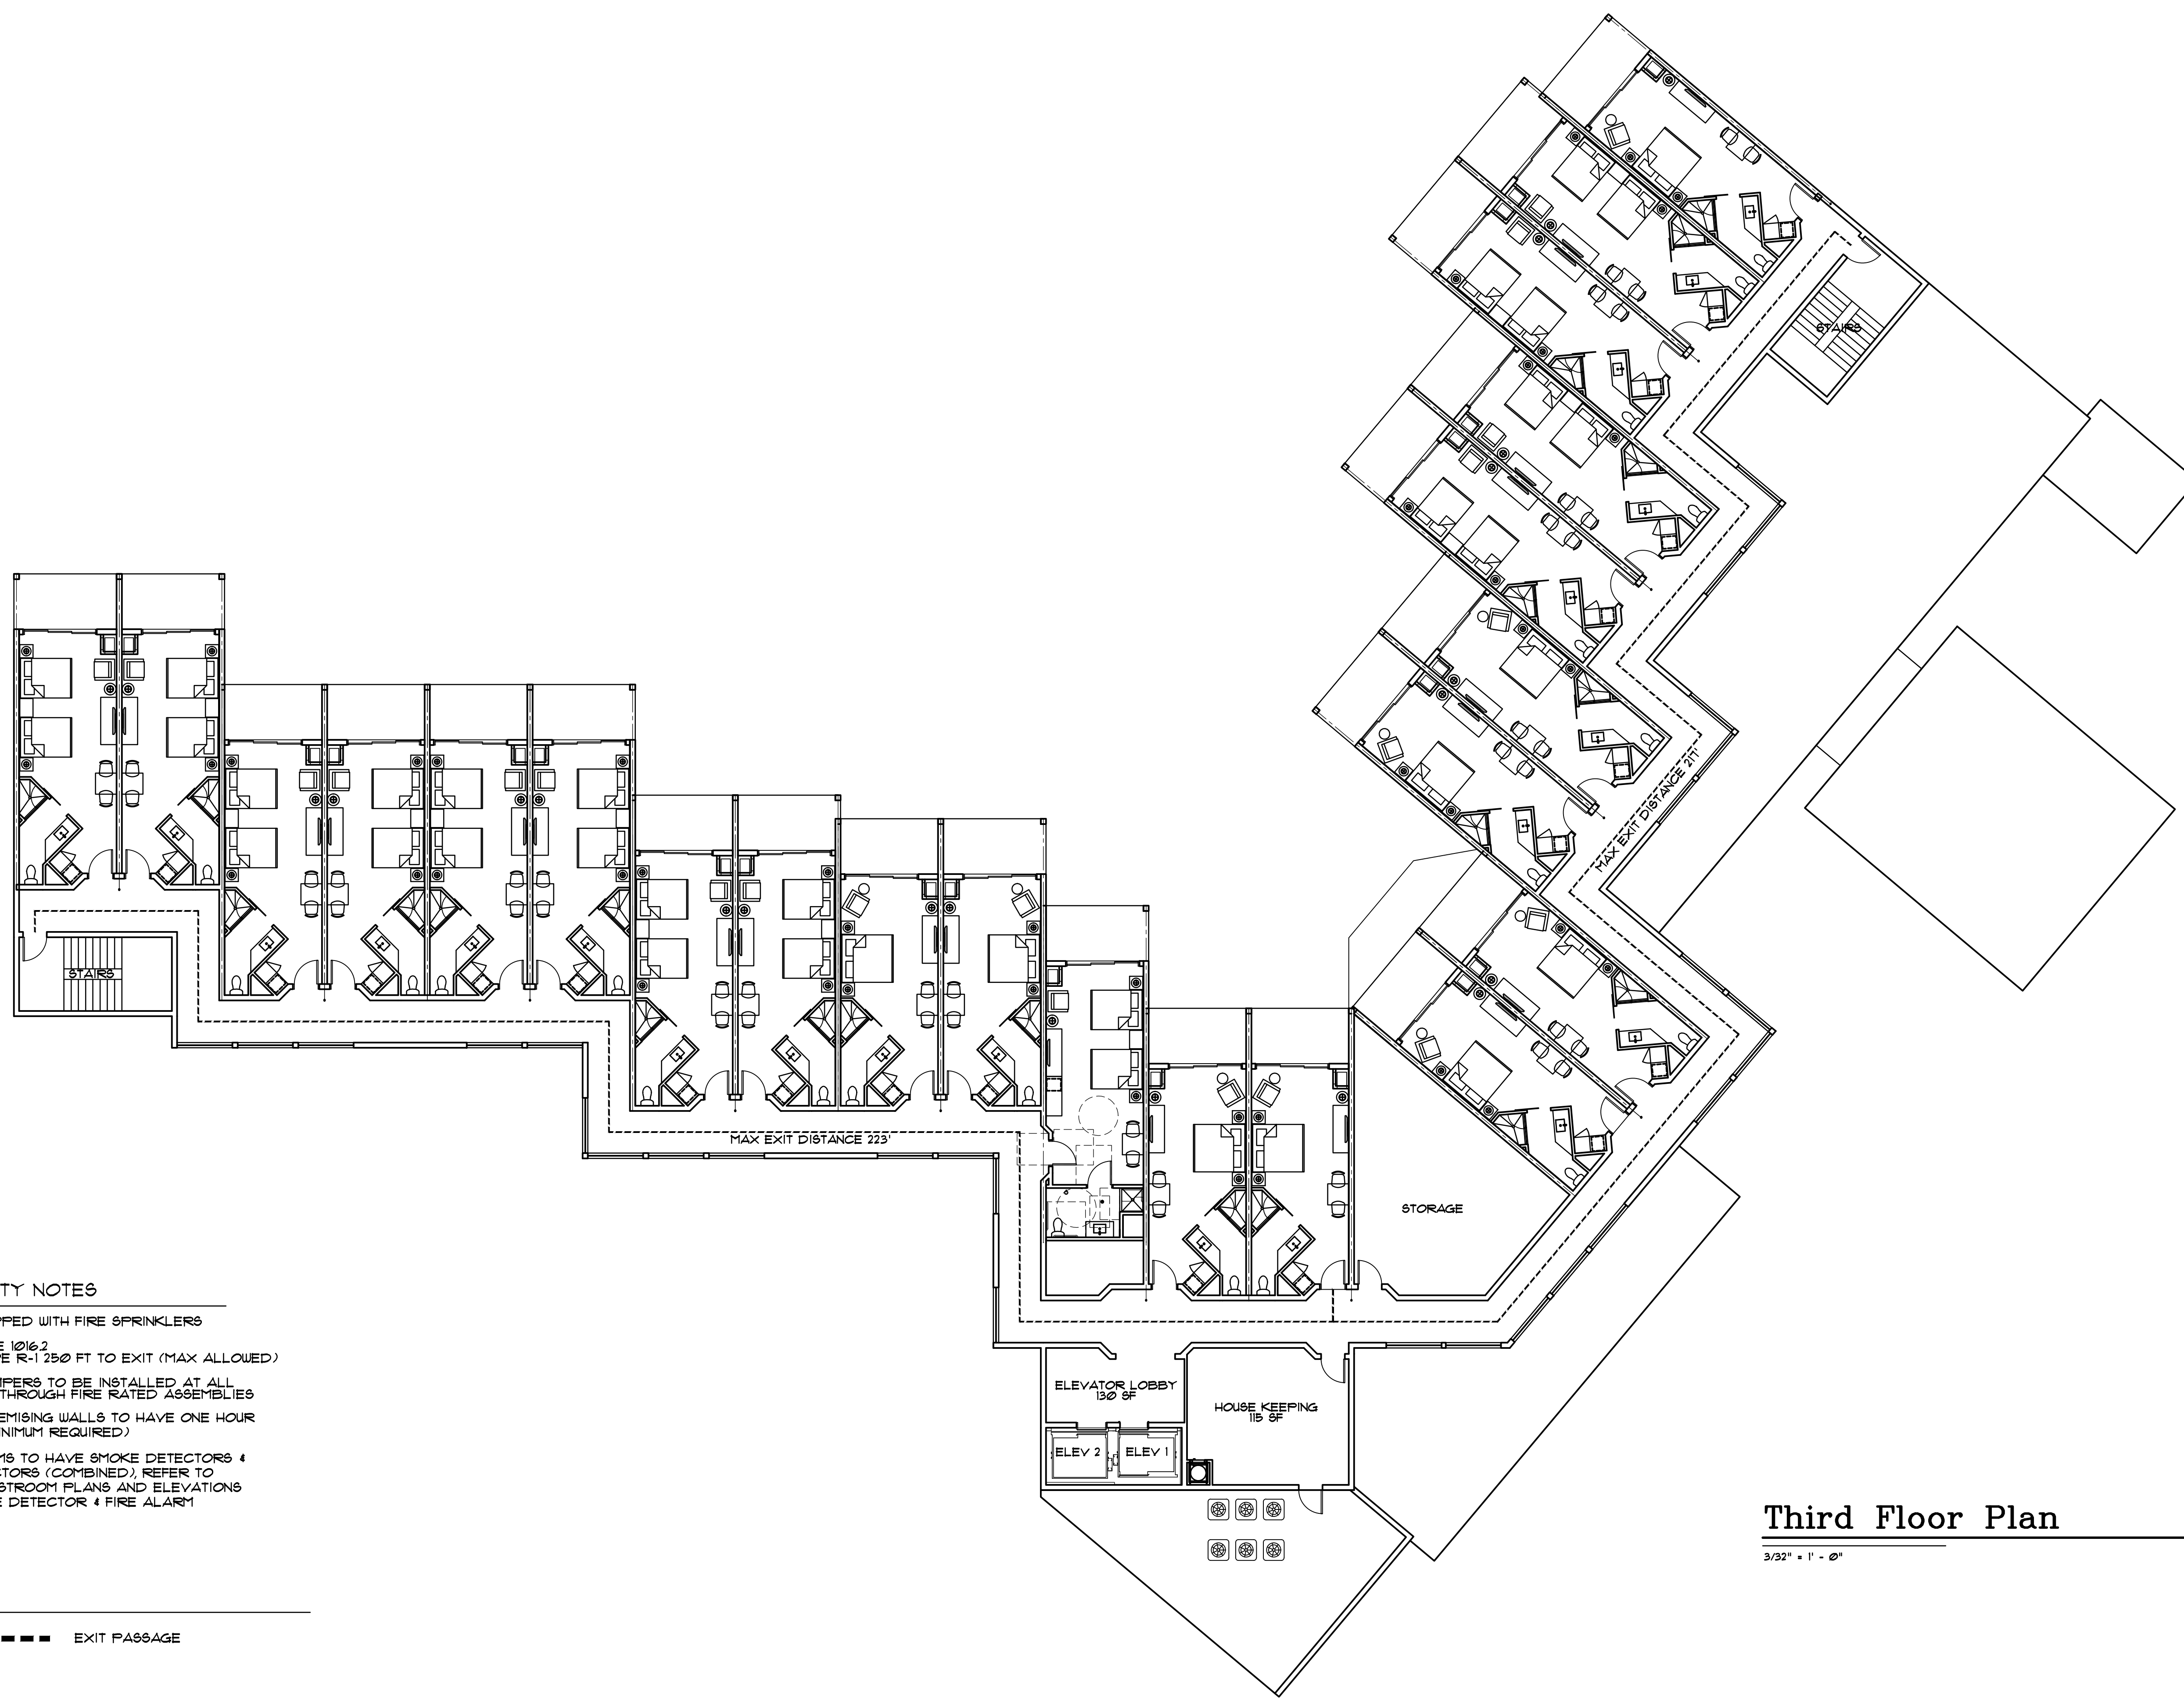 STAIRS
MAX EXIT DISTANCE 217'
STAIRS
MAX EXIT DISTANCE 223'
STORAGE
TY NOTES
PPED WITH FIRE SPRINKLERS
E 1016.2
PE R-1 250 FT TO EXIT (MAX ALLOWED)
MPERS TO BE INSTALLED AT ALL
THROUGH FIRE RATED ASSEMBLIES
EMISING WALLS TO HAVE ONE HOUR
NIMUM REQUIRED)
MS TO HAVE SMOKE DETECTORS &
CTORS (COMBINED), REFER TO
STROOM PLANS AND ELEVATIONS
E DETECTOR & FIRE ALARM
ELEVATOR LOBBY
130 SF
HOUSE KEEPING
115 SF
ELEV 2
ELEV 1
Third Floor Plan
3/32" = 1' - 0"
EXIT PASSAGE